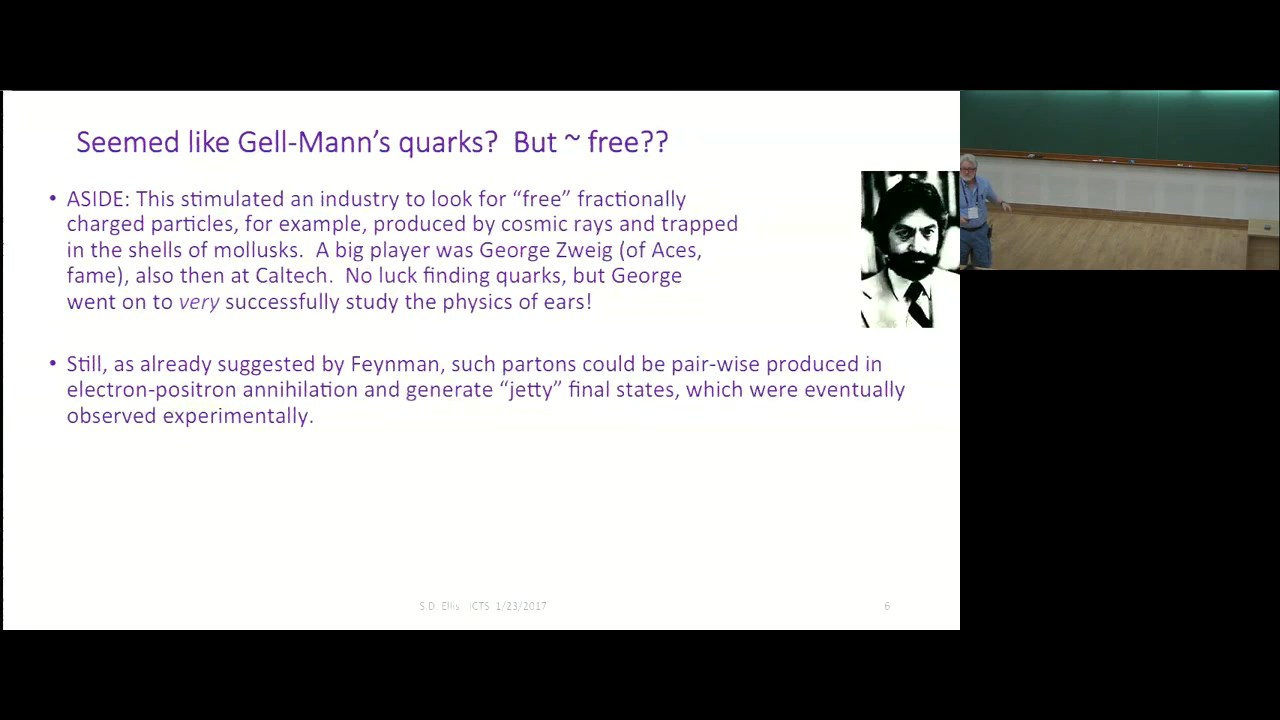 Seemed like Gell-Mann's quarks?  But ~ free??
• ASIDE: This stimulated an industry to look for “free” fractionally
charged particles, for example, produced by cosmic rays and trapped
in the shells of mollusks.  A big player was George Zweig (of Aces,
fame), also then at Caltech.  No luck finding quarks, but George
went on to very successfully study the physics of ears!
• Still, as already suggested by Feynman, such partons could be pair-wise produced in
electron-positron annihilation and generate “jetty” final states, which were eventually
observed experimentally.
S.D. Ellis  ICTS  1/23/2017
6